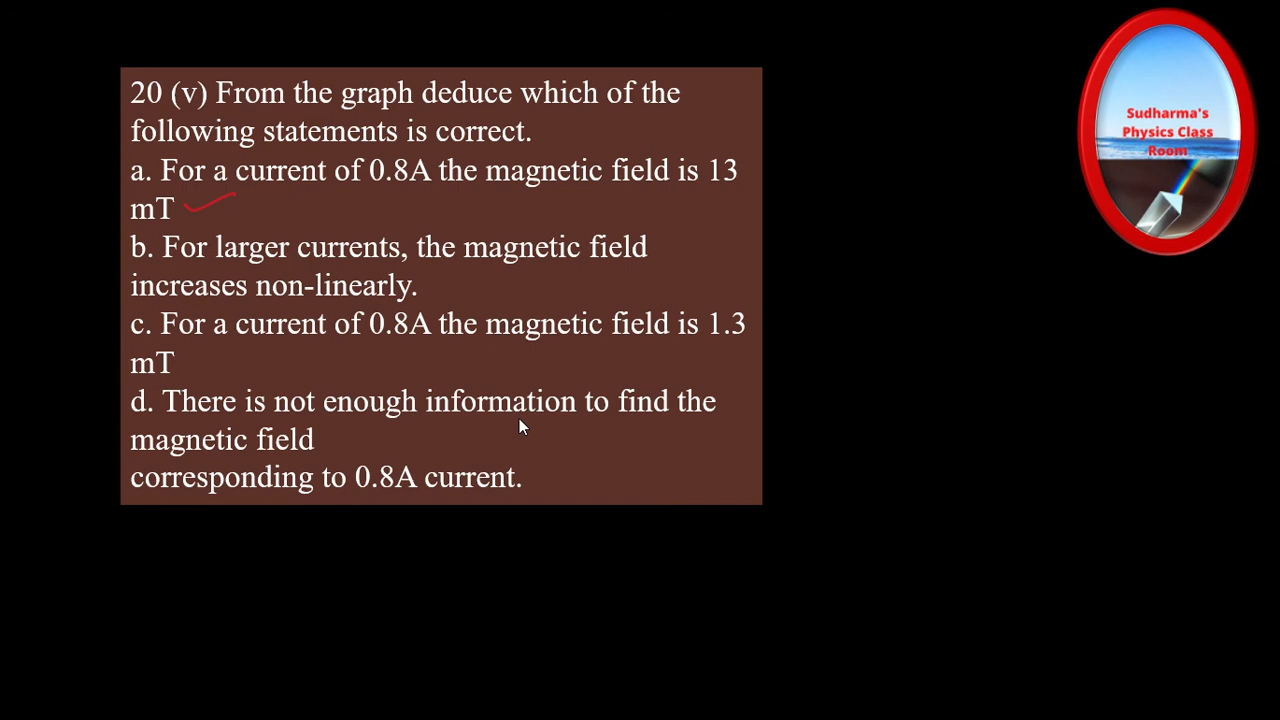 20 (v) From the graph deduce which of the
following statements is correct.
a. For a current of 0.8A the magnetic field is 13
mT
b. For larger currents, the magnetic field
increases non-linearly.
c. For a current of 0.8A the magnetic field is 1.3
mT
d. There is not enough information to find the
magnetic field
corresponding to 0.8A current.
Sudharma's
Physics Class
Room